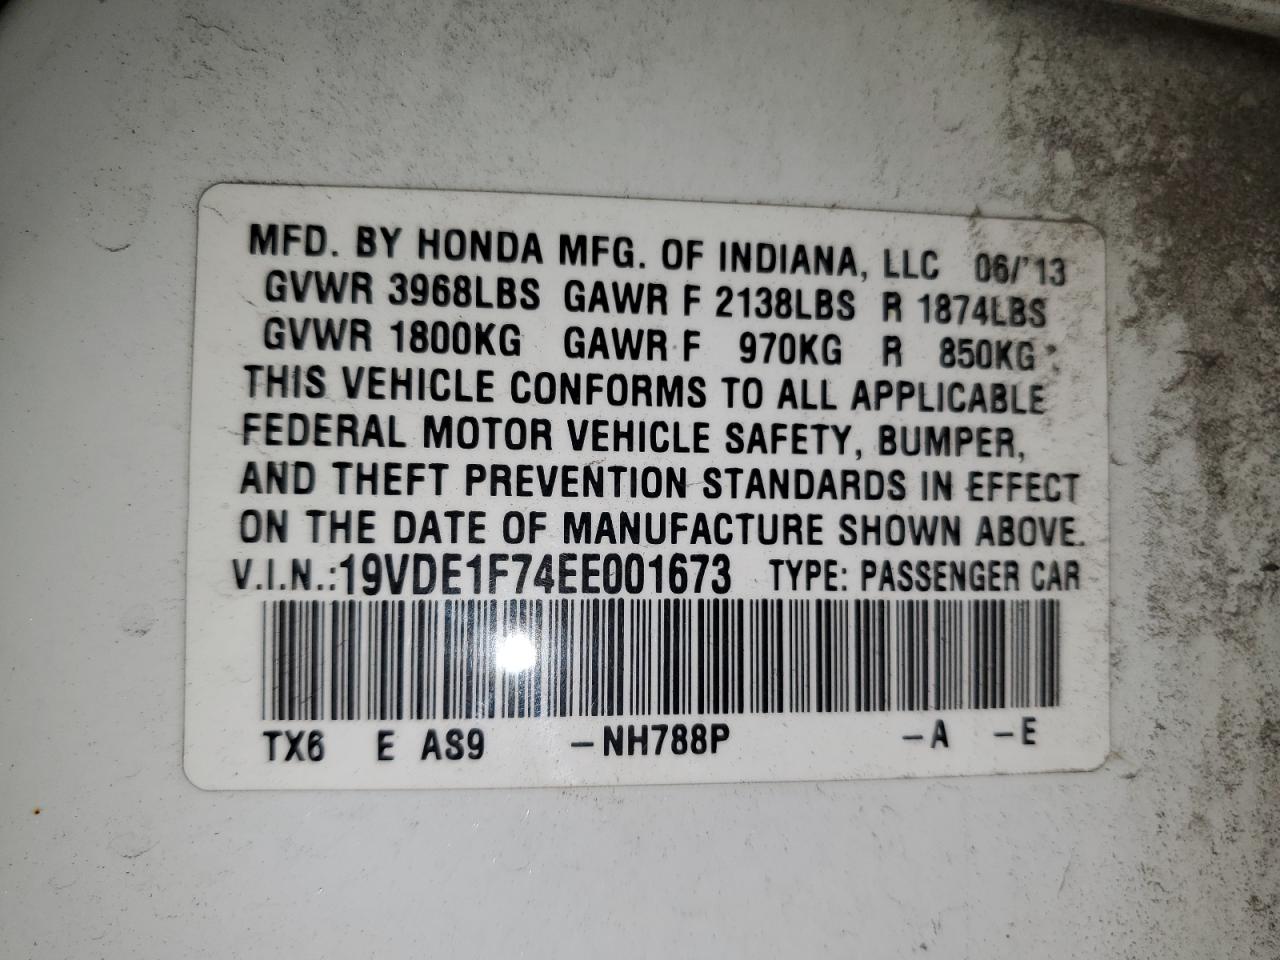 MFD. BY HONDA MFG. OF INDIANA, LLC 06/'13
GVWR 3968LBS GAWR F 2138LBS R 1874LBS
GVWR 1800KG GAWR F 970KG R 850KG
THIS VEHICLE CONFORMS TO ALL APPLICABLE
FEDERAL MOTOR VEHICLE SAFETY, BUMPER,
AND THEFT PREVENTION STANDARDS IN EFFECT
ON THE DATE OF MANUFACTURE SHOWN ABOVE.
V.I.N.:19VDE1F74EE001673 TYPE: PASSENGER CAR
TX6 E AS9 –NH788P –A –E